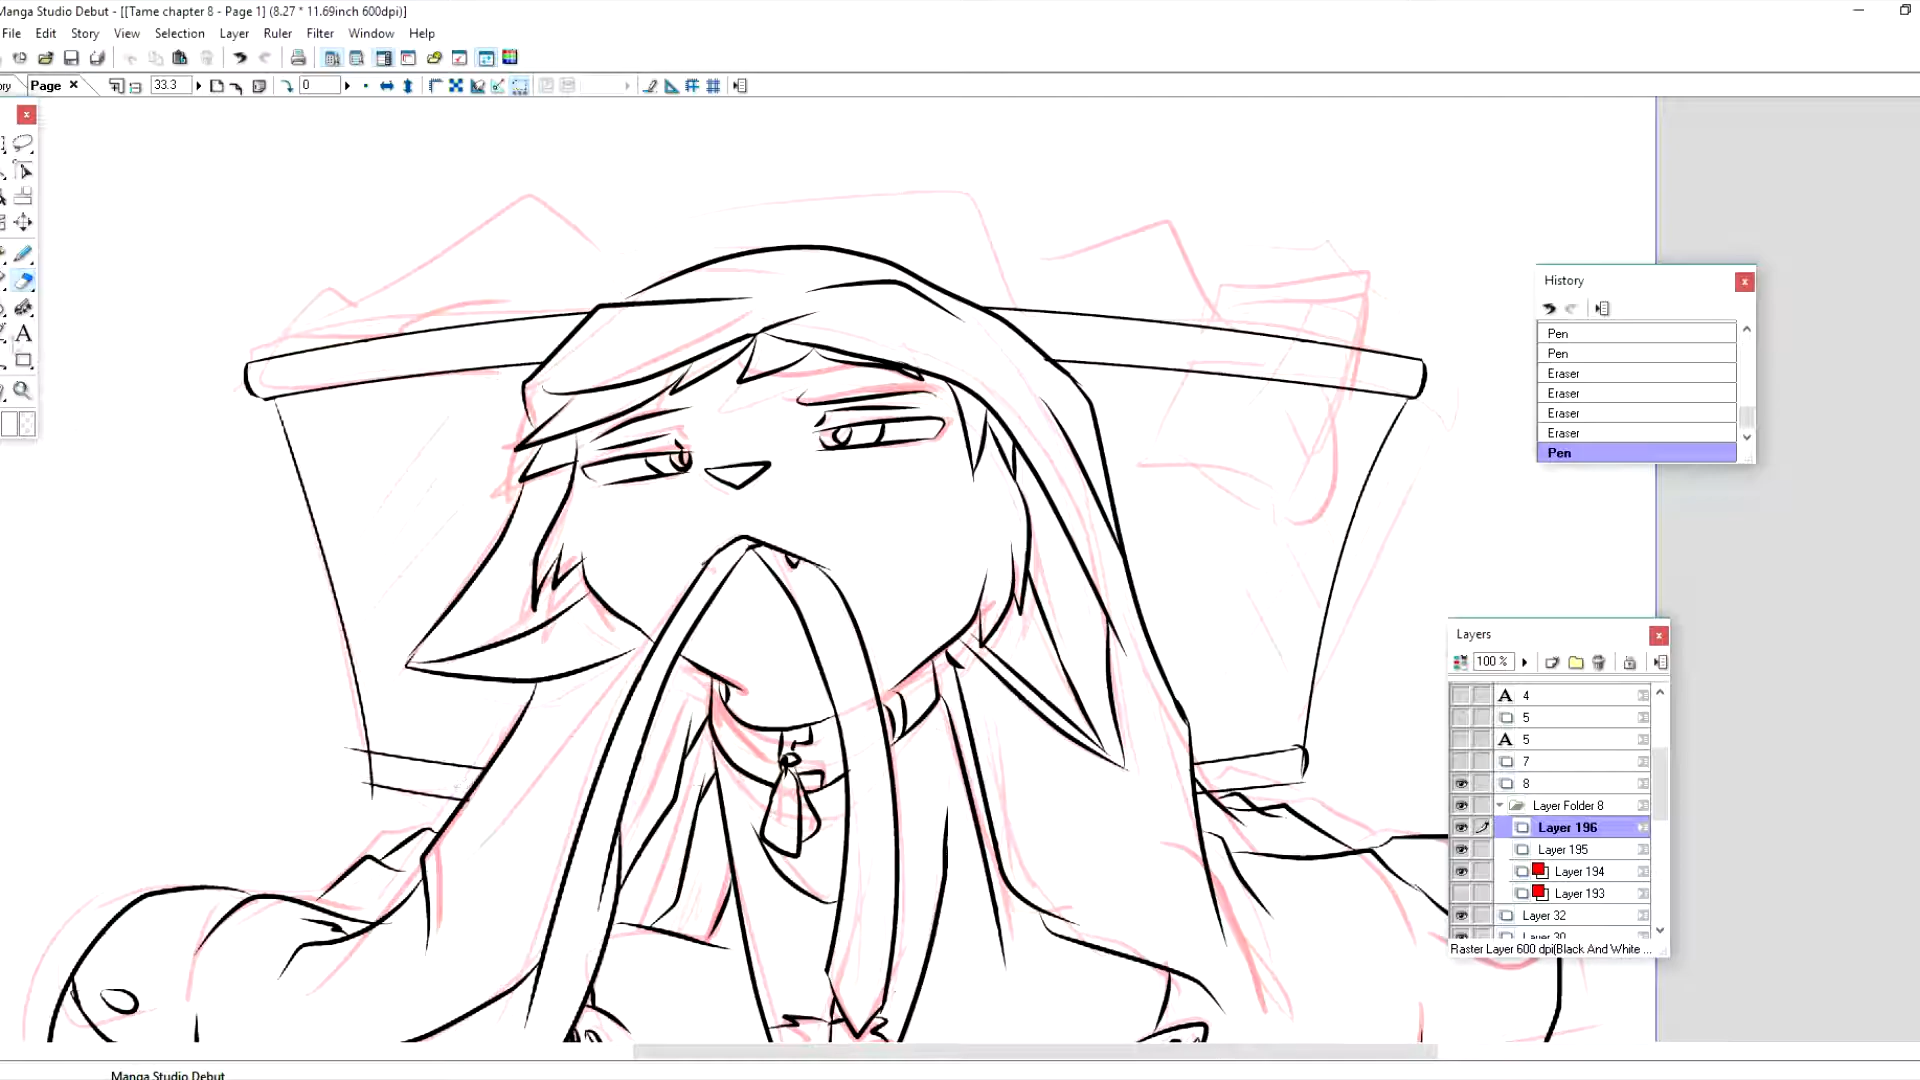 Manga Studio Debut - [[Tame chapter 8 - Page 1] (8.27 * 11.69inch 600dpi)]
File Edit Story View Selection Layer Ruler Filter Window Help
ory Page 33.3 0
A
History
Pen
Pen
Eraser
Eraser
Eraser
Eraser
Pen
Layers
100 %
A 4
5
A 5
7
8
Layer Folder 8
Layer 196
Layer 195
Layer 194
Layer 193
Layer 32
Layer 30
Raster Layer 600 dpi(Black And White ...
Manga Studio Debut